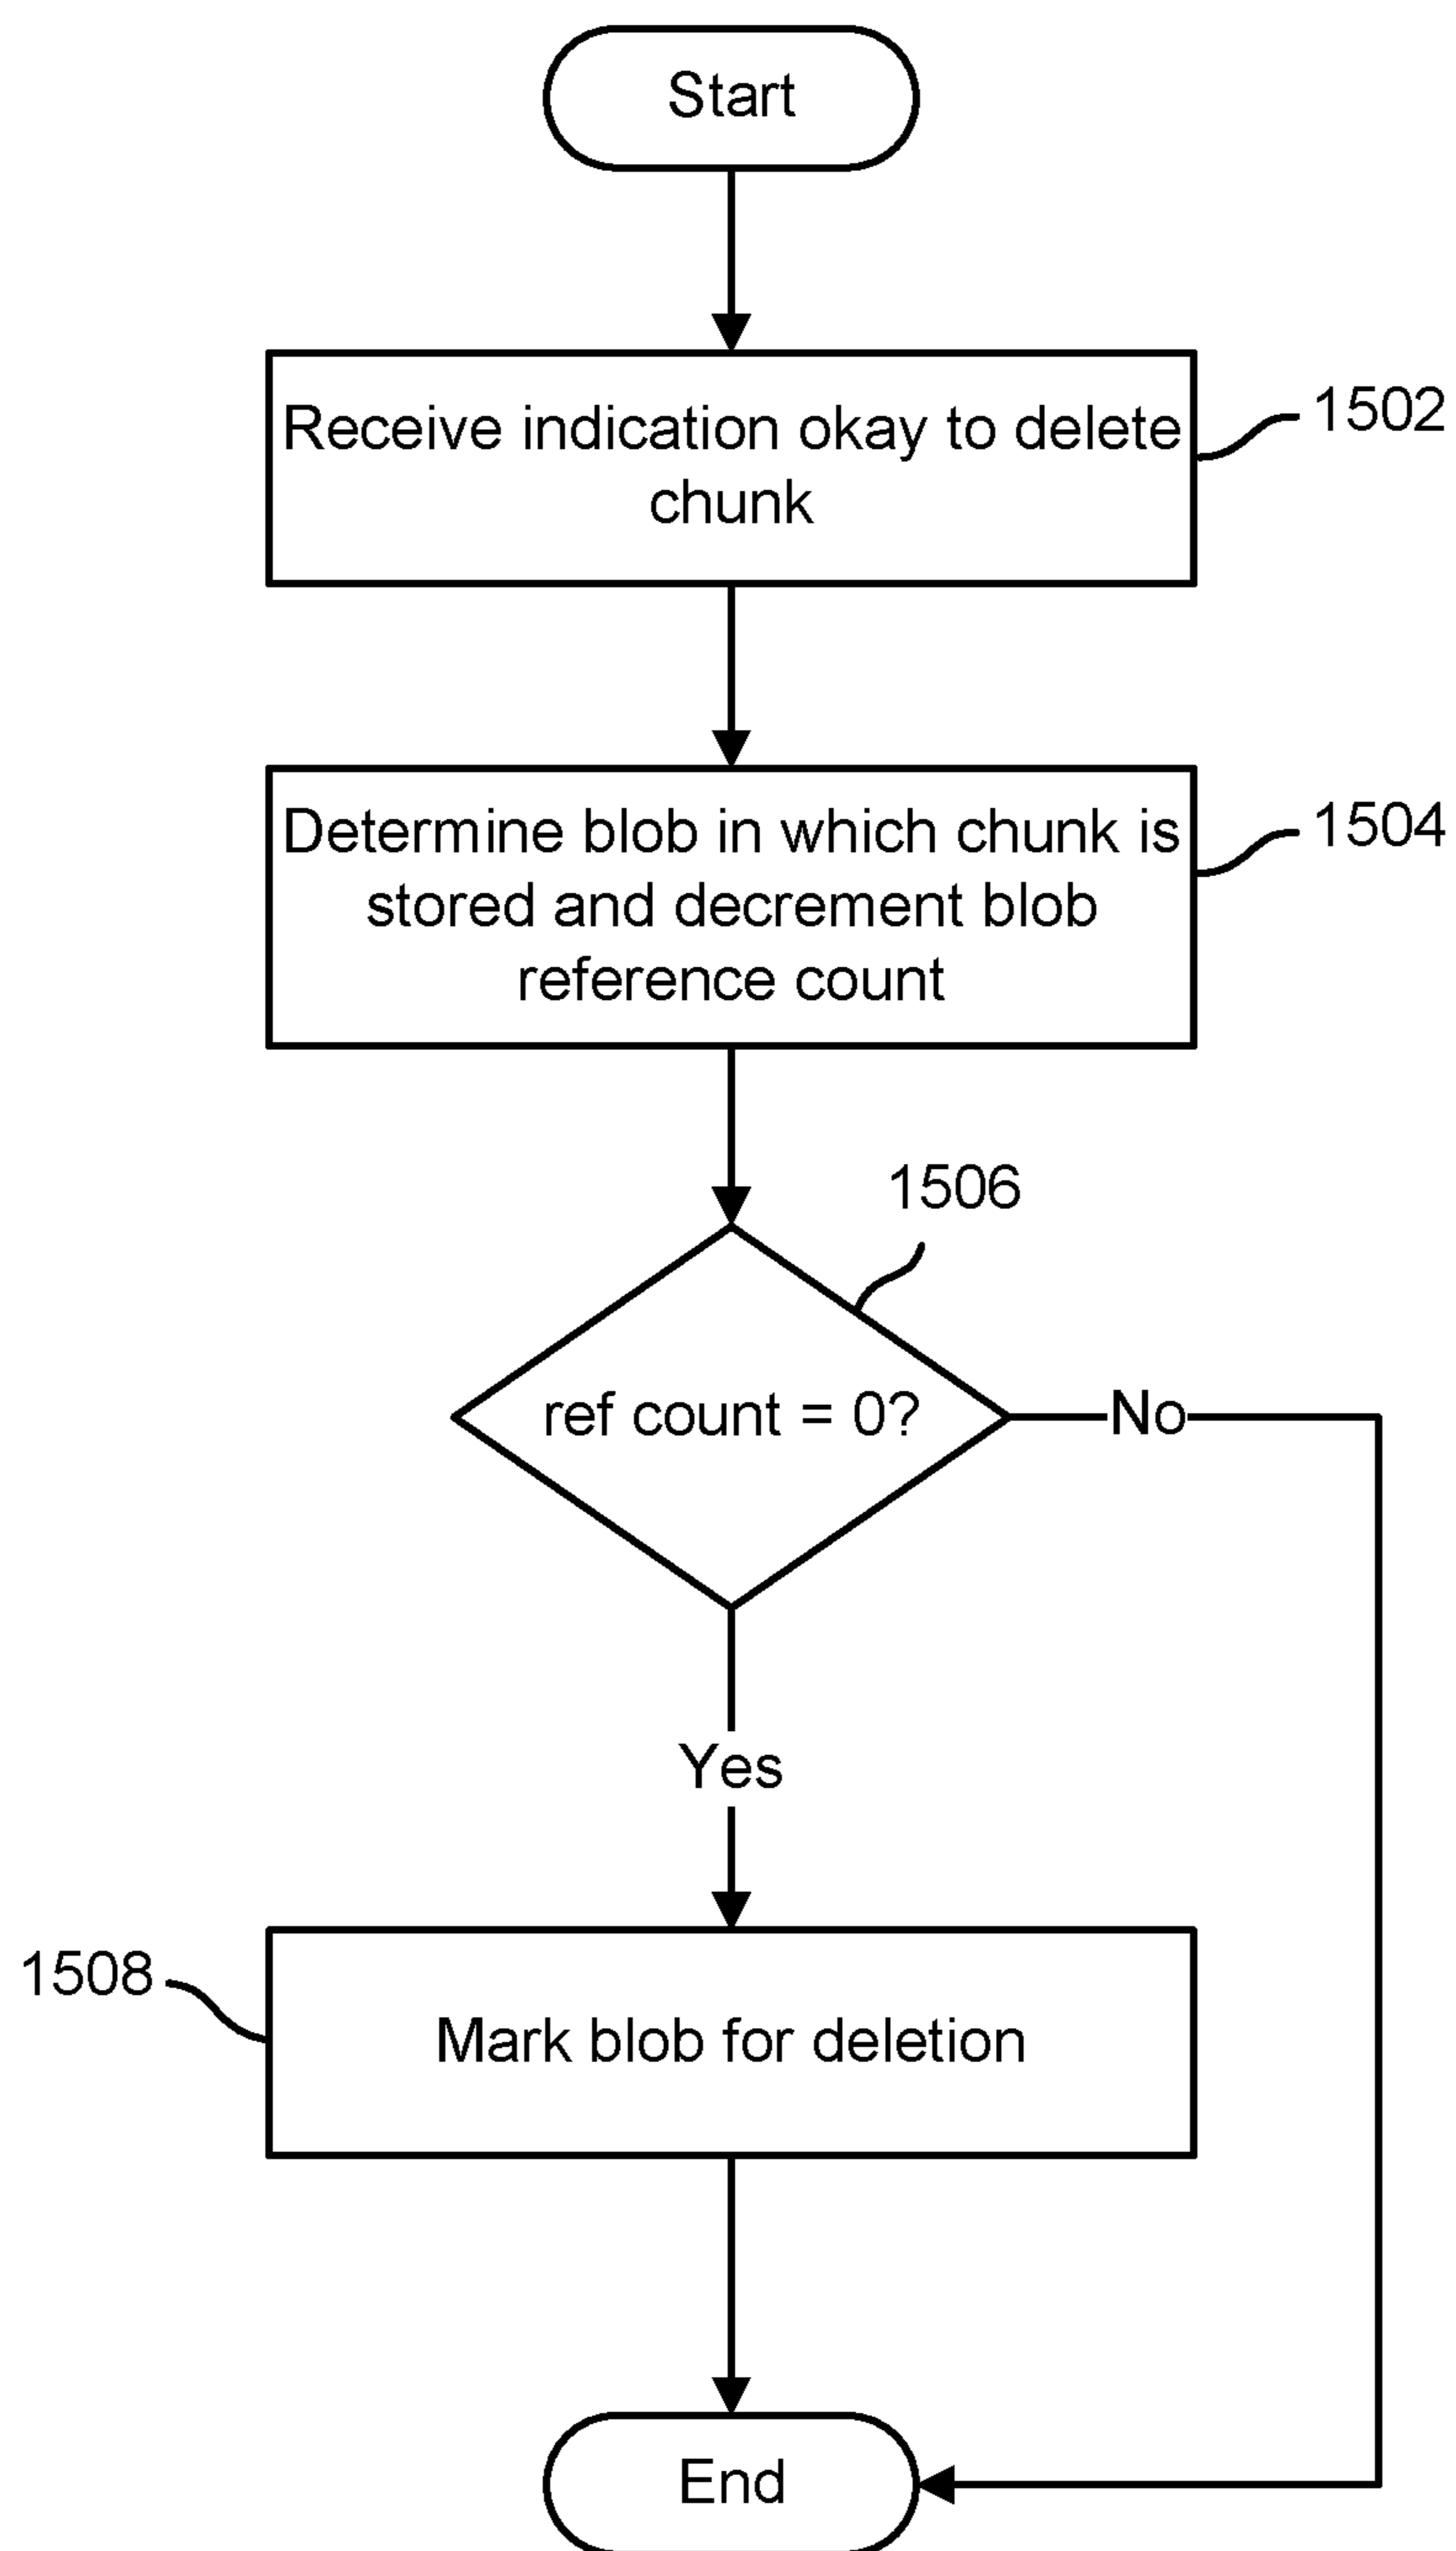 Start
Receive indication okay to delete
chunk
1502
Determine blob in which chunk is
stored and decrement blob
reference count
1504
1506
ref count = 0?
No
Yes
1508
Mark blob for deletion
End